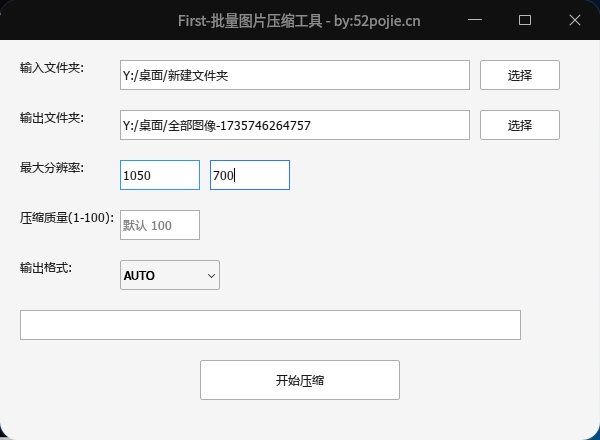 First-批量图片压缩工具 - by:52pojie.cn
输入文件夹: Y:/桌面/新建文件夹 选择
输出文件夹: Y:/桌面/全部图像-1735746264757 选择
最大分辨率: 1050 700
压缩质量(1-100): 默认 100
输出格式: AUTO
开始压缩